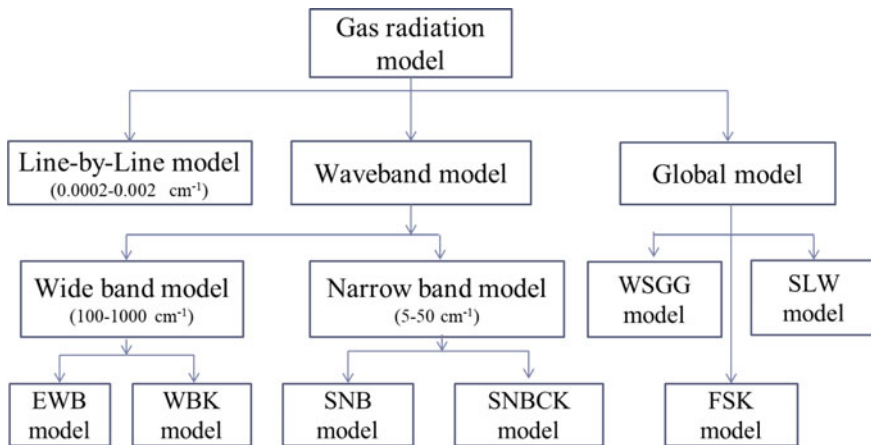 Gas radiation
model
Line-by-Line model
(0.0002-0.002 cm⁻¹)
Waveband model
Global model
Wide band model
(100-1000 cm⁻¹)
Narrow band model
(5-50 cm⁻¹)
WSGG
model
SLW
model
EWB
model
WBK
model
SNB
model
SNBCK
model
FSK
model